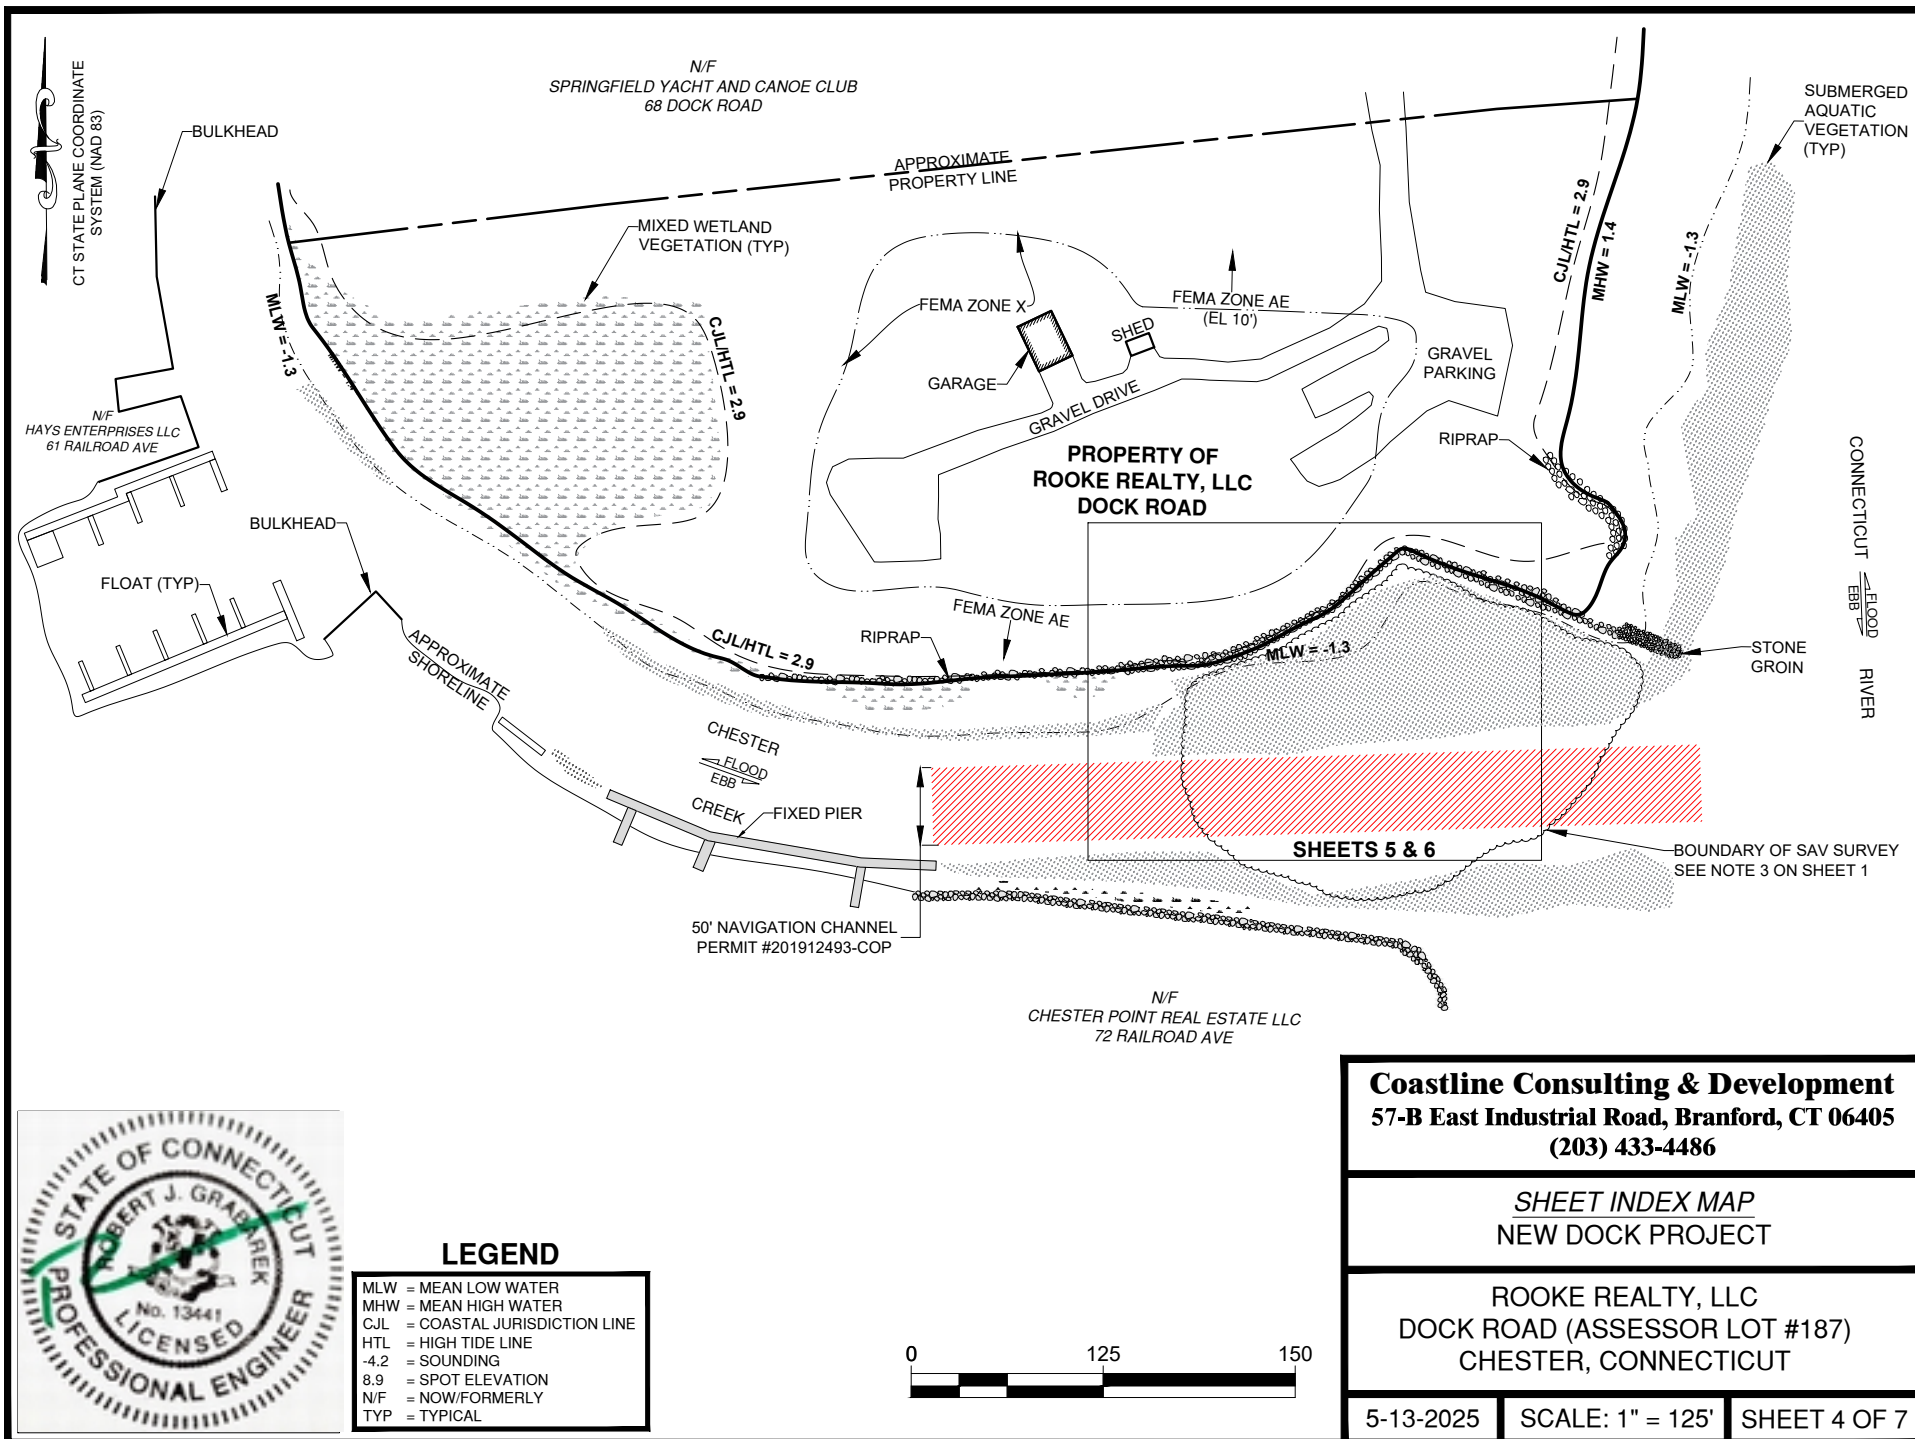 CT STATE PLANE COORDINATE
SYSTEM (NAD 83)
BULKHEAD
N/F
SPRINGFIELD YACHT AND CANOE CLUB
68 DOCK ROAD
APPROXIMATE
PROPERTY LINE
SUBMERGED
AQUATIC
VEGETATION
(TYP)
MIXED WETLAND
VEGETATION (TYP)
CJL/HTL = 2.9
MHW = 1.4
MLW = -1.3
MLW = -1.3
CJL/HTL = 2.9
FEMA ZONE X
FEMA ZONE AE
(EL 10')
SHED
GARAGE
GRAVEL DRIVE
GRAVEL
PARKING
N/F
HAYS ENTERPRISES LLC
61 RAILROAD AVE
RIPRAP
PROPERTY OF
ROOKE REALTY, LLC
DOCK ROAD
CONNECTICUT
FLOOD
EBB
RIVER
BULKHEAD
FLOAT (TYP)
FEMA ZONE AE
RIPRAP
CJL/HTL = 2.9
MLW = -1.3
STONE
GROIN
APPROXIMATE
SHORELINE
CHESTER
FLOOD
EBB
CREEK
FIXED PIER
SHEETS 5 & 6
BOUNDARY OF SAV SURVEY
SEE NOTE 3 ON SHEET 1
50' NAVIGATION CHANNEL
PERMIT #201912493-COP
N/F
CHESTER POINT REAL ESTATE LLC
72 RAILROAD AVE
STATE OF CONNECTICUT
ROBERT J. GRABAREK
No. 13441
LICENSED
PROFESSIONAL ENGINEER
LEGEND
MLW = MEAN LOW WATER
MHW = MEAN HIGH WATER
CJL = COASTAL JURISDICTION LINE
HTL = HIGH TIDE LINE
-4.2 = SOUNDING
8.9 = SPOT ELEVATION
N/F = NOW/FORMERLY
TYP = TYPICAL
0 125 150
Coastline Consulting & Development
57-B East Industrial Road, Branford, CT 06405
(203) 433-4486
SHEET INDEX MAP
NEW DOCK PROJECT
ROOKE REALTY, LLC
DOCK ROAD (ASSESSOR LOT #187)
CHESTER, CONNECTICUT
5-13-2025 SCALE: 1" = 125' SHEET 4 OF 7